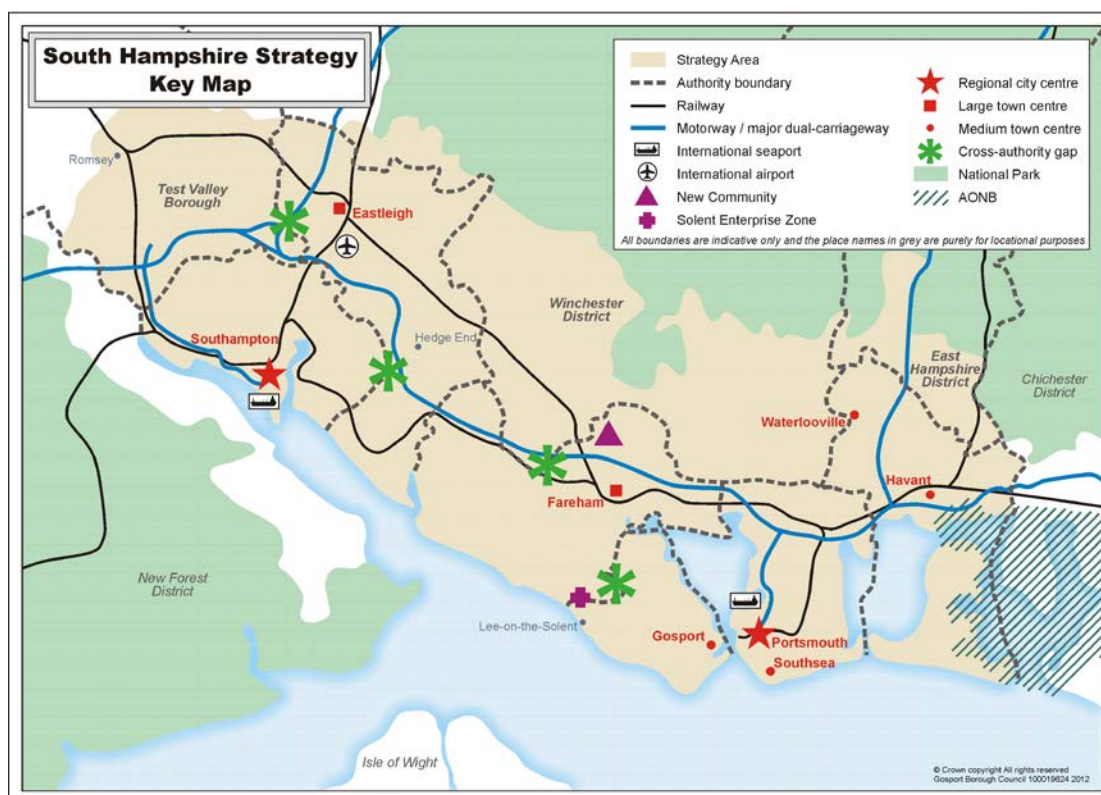 South Hampshire Strategy
Key Map
Strategy Area
Authority boundary
Railway
Motorway / major dual-carriageway
International seaport
International airport
New Community
Solent Enterprise Zone
Regional city centre
Large town centre
Medium town centre
Cross-authority gap
National Park
AONB
All boundaries are indicative only and the place names in grey are purely for locational purposes
Romsey
Test Valley
Borough
Eastleigh
Winchester
District
Southampton
Hedge End
East
Hampshire
District
Chichester
District
Waterlooville
Havant
Fareham
New Forest
District
Lee-on-the-Solent
Gosport
Portsmouth
Southsea
Isle of Wight
© Crown copyright All rights reserved
Gosport Borough Council 100019624 2012